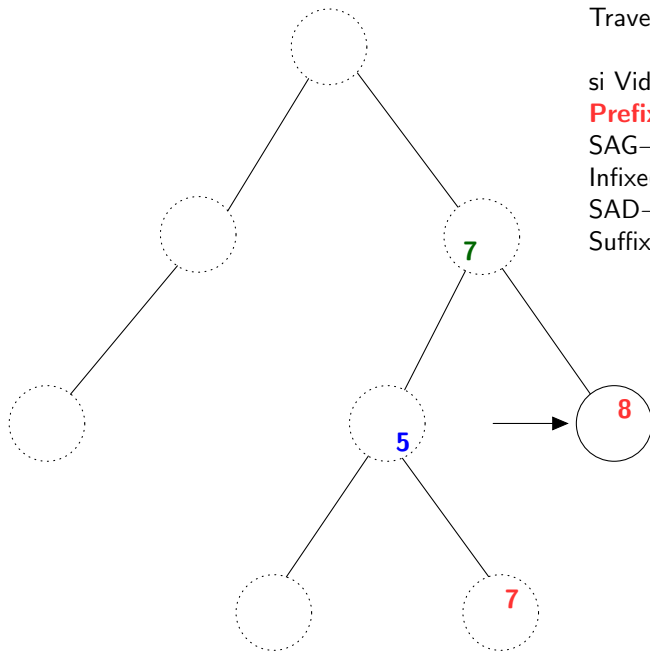 Trave
si Vid
Prefix
SAG–
Infixe
SAD–
Suffix
7
8
5
7